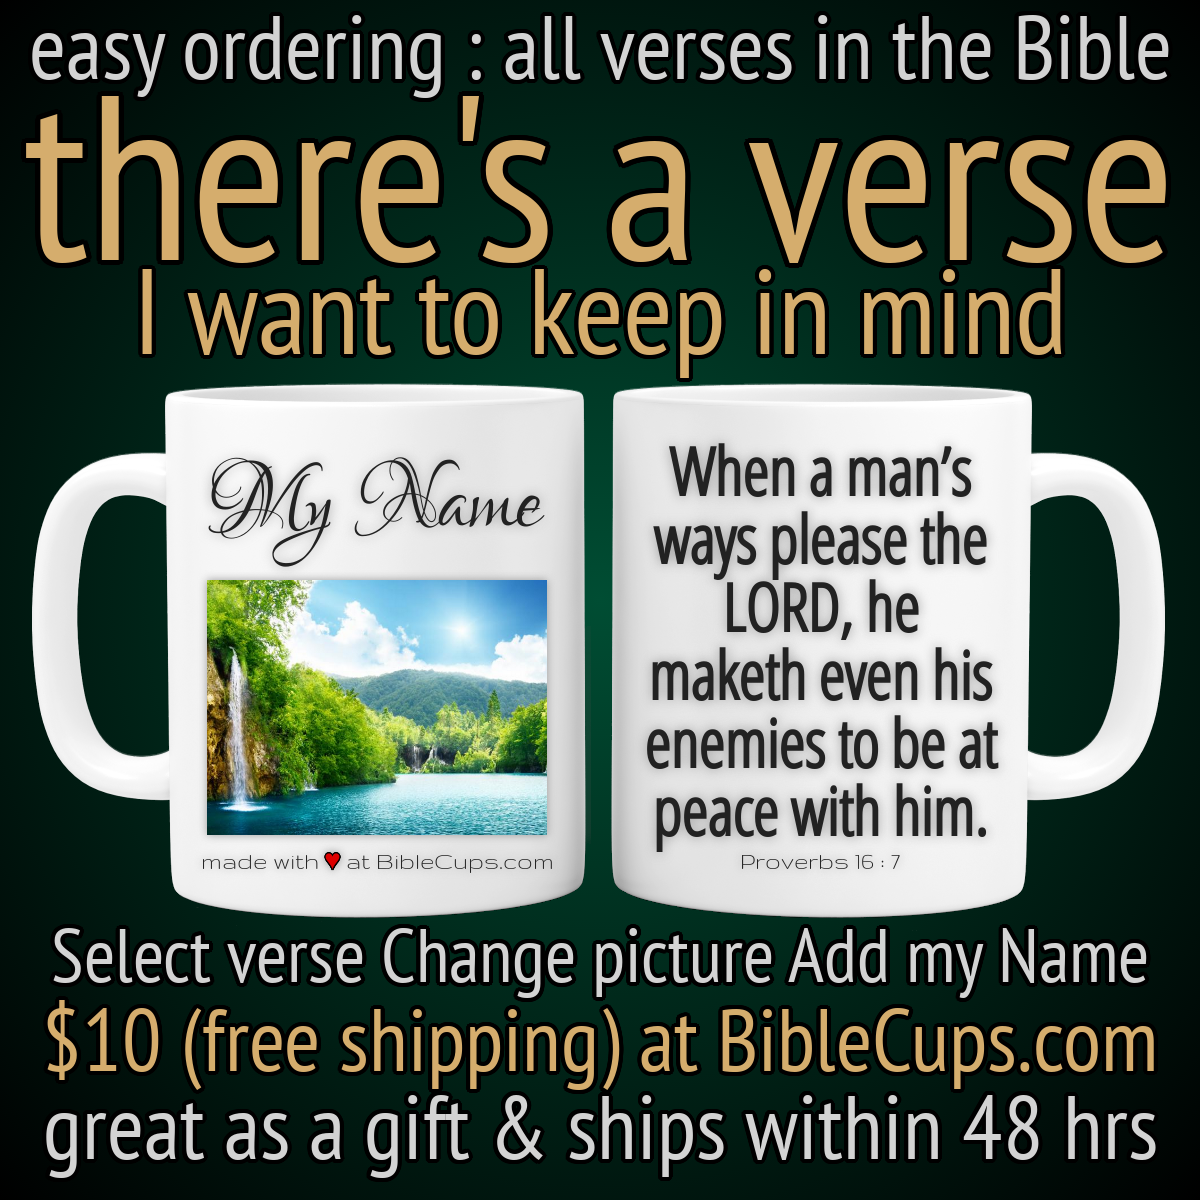 easy ordering : all verses in the Bible
there's a verse
I want to keep in mind
My Name
made with ♥ at BibleCups.com
When a man’s
ways please the
LORD, he
maketh even his
enemies to be at
peace with him.
Proverbs 16 : 7
Select verse Change picture Add my Name
$10 (free shipping) at BibleCups.com
great as a gift & ships within 48 hrs